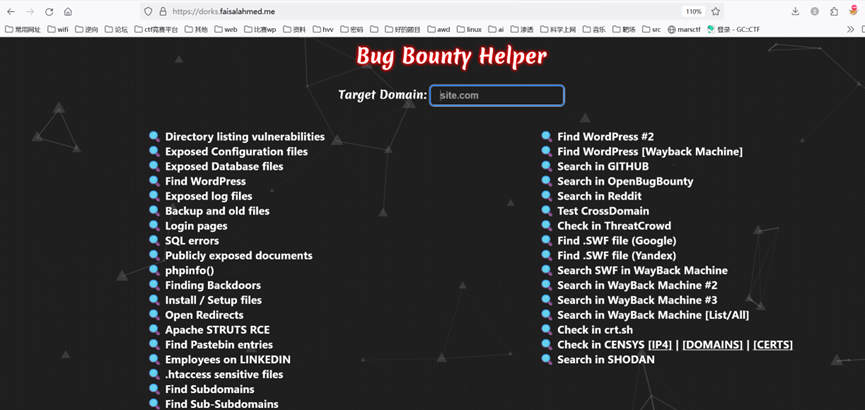 https://dorks.faisalahmed.me
110%
常用网址 wifi 逆向 论坛 ctf竞赛平台 其他 web 比赛wp 资料 hvv 密码 好的题目 awd linux ai 渗透 科学上网 音乐 靶场 src marsctf 登录 - GC::CTF
Bug Bounty Helper
Target Domain: site.com
Directory listing vulnerabilities
Exposed Configuration files
Exposed Database files
Find WordPress
Exposed log files
Backup and old files
Login pages
SQL errors
Publicly exposed documents
phpinfo()
Finding Backdoors
Install / Setup files
Open Redirects
Apache STRUTS RCE
Find Pastebin entries
Employees on LINKEDIN
.htaccess sensitive files
Find Subdomains
Find Sub-Subdomains
Find WordPress #2
Find WordPress [Wayback Machine]
Search in GITHUB
Search in OpenBugBounty
Search in Reddit
Test CrossDomain
Check in ThreatCrowd
Find .SWF file (Google)
Find .SWF file (Yandex)
Search SWF in WayBack Machine
Search in WayBack Machine #2
Search in WayBack Machine #3
Search in WayBack Machine [List/All]
Check in crt.sh
Check in CENSYS [IP4] | [DOMAINS] | [CERTS]
Search in SHODAN